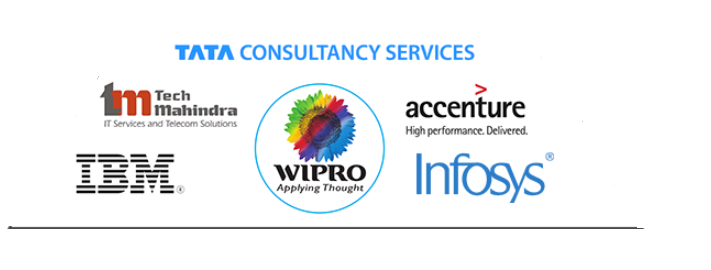 TATA CONSULTANCY SERVICES
tm Tech Mahindra
IT Services and Telecom Solutions
accenture
High performance. Delivered.
IBM®
WIPRO
Applying Thought
Infosys®